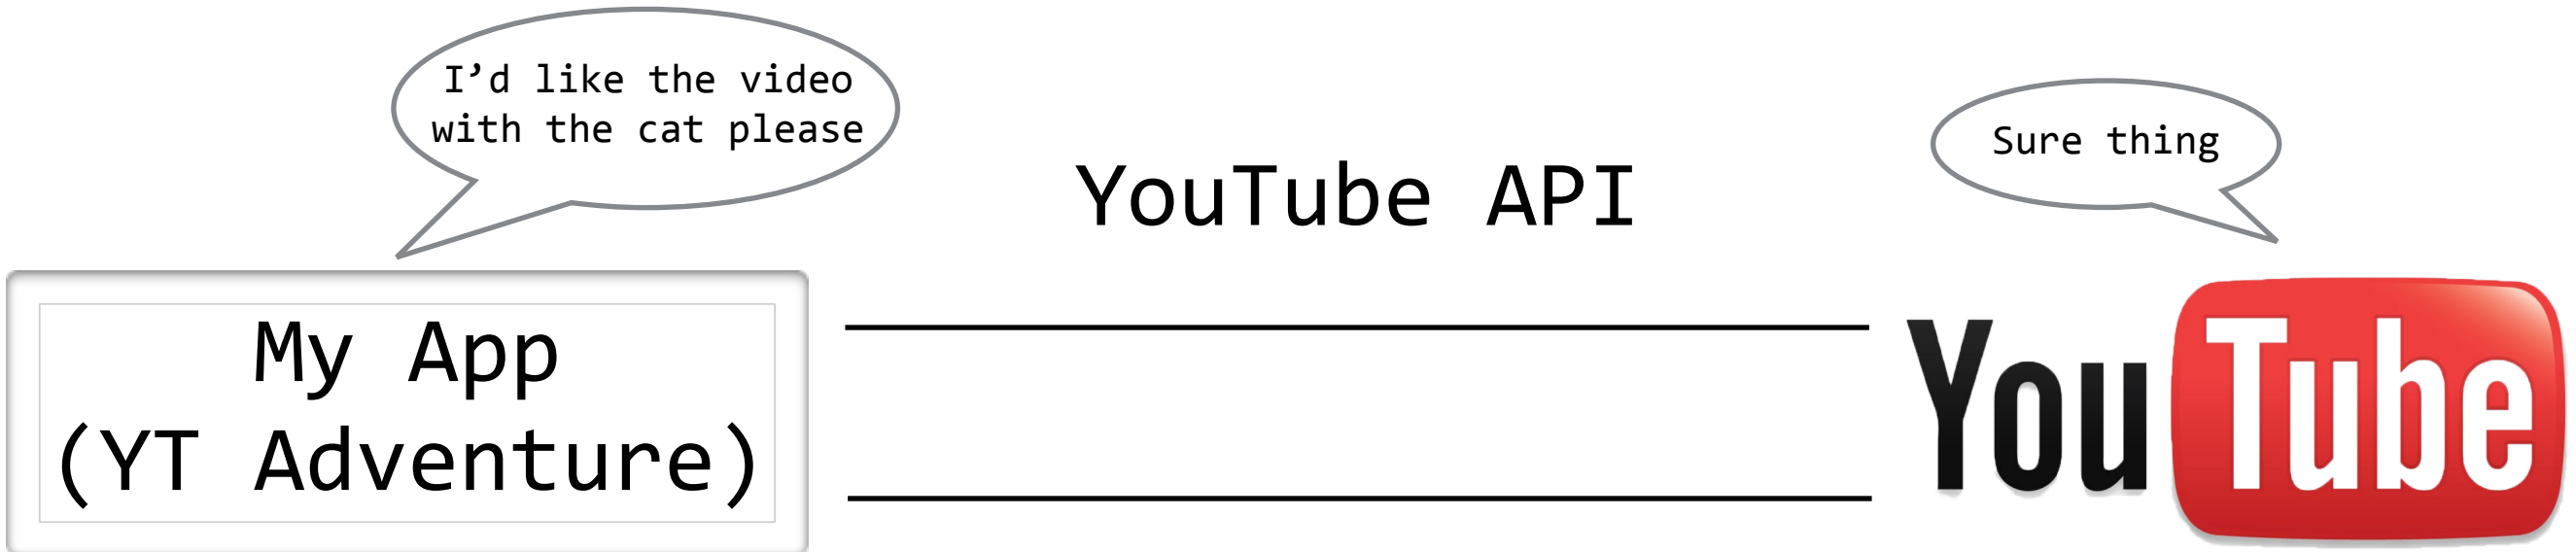 I’d like the video
with the cat please
Sure thing
YouTube API
My App
(YT Adventure)
YouTube